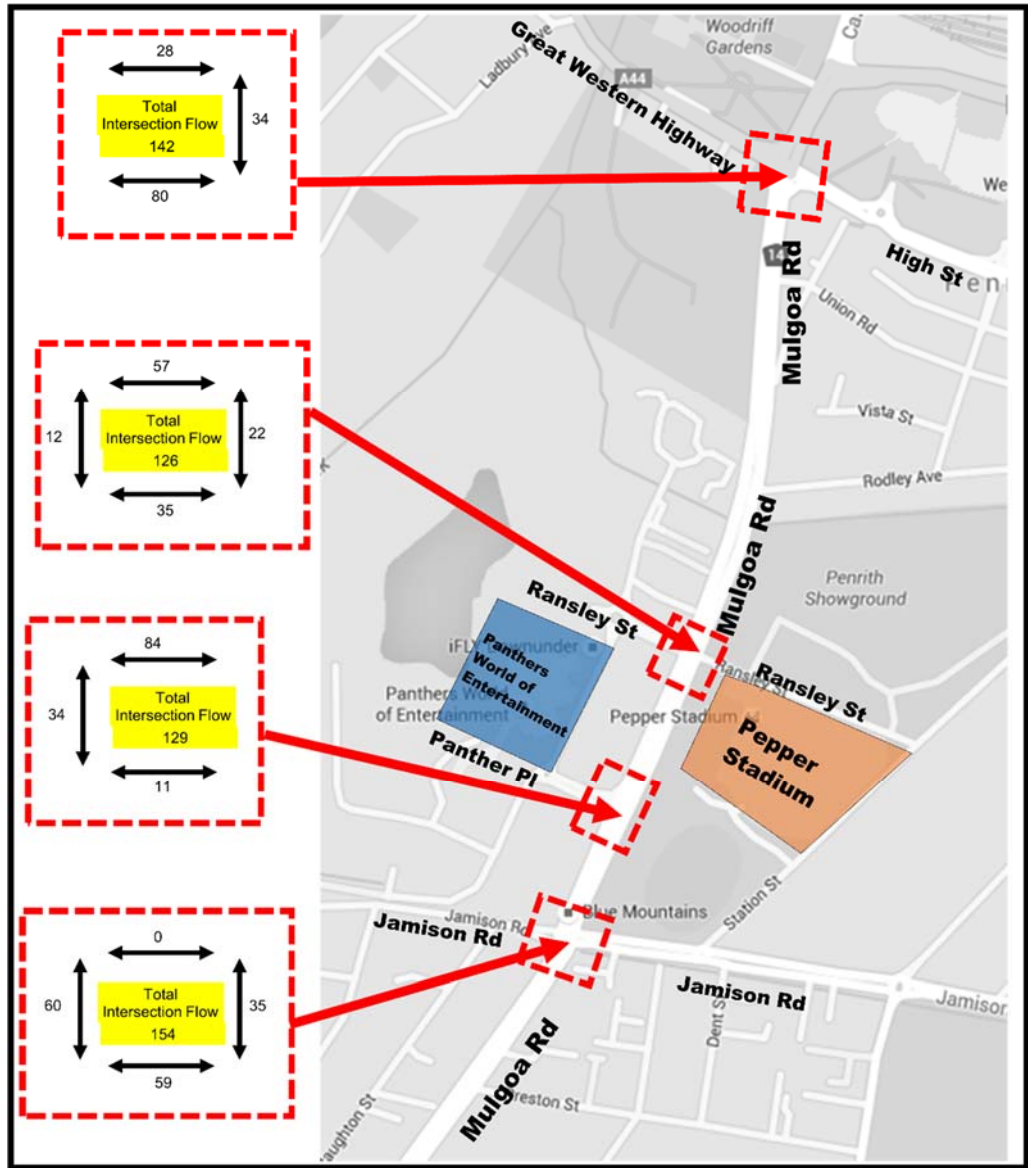 28
34
Total
Intersection Flow
142
80
57
12
22
Total
Intersection Flow
126
35
84
34
Total
Intersection Flow
129
11
0
60
35
Total
Intersection Flow
154
59
Woodriff
Gardens
Ladbury Ave
A44
Great Western Highway
High St
Mulgoa Rd
Union Rd
Vista St
Rodley Ave
Mulgoa Rd
Penrith
Showground
Ransley St
Ransley St
Ransley St
Panthers
World of
Entertainment
Panthers World
of Entertainment
Pepper Stadium
Pepper
Stadium
Panther Pl
Station St
Blue Mountains
Jamison Rd
Jamison Rd
Jamison Rd
Jamison
Dent St
Mulgoa Rd